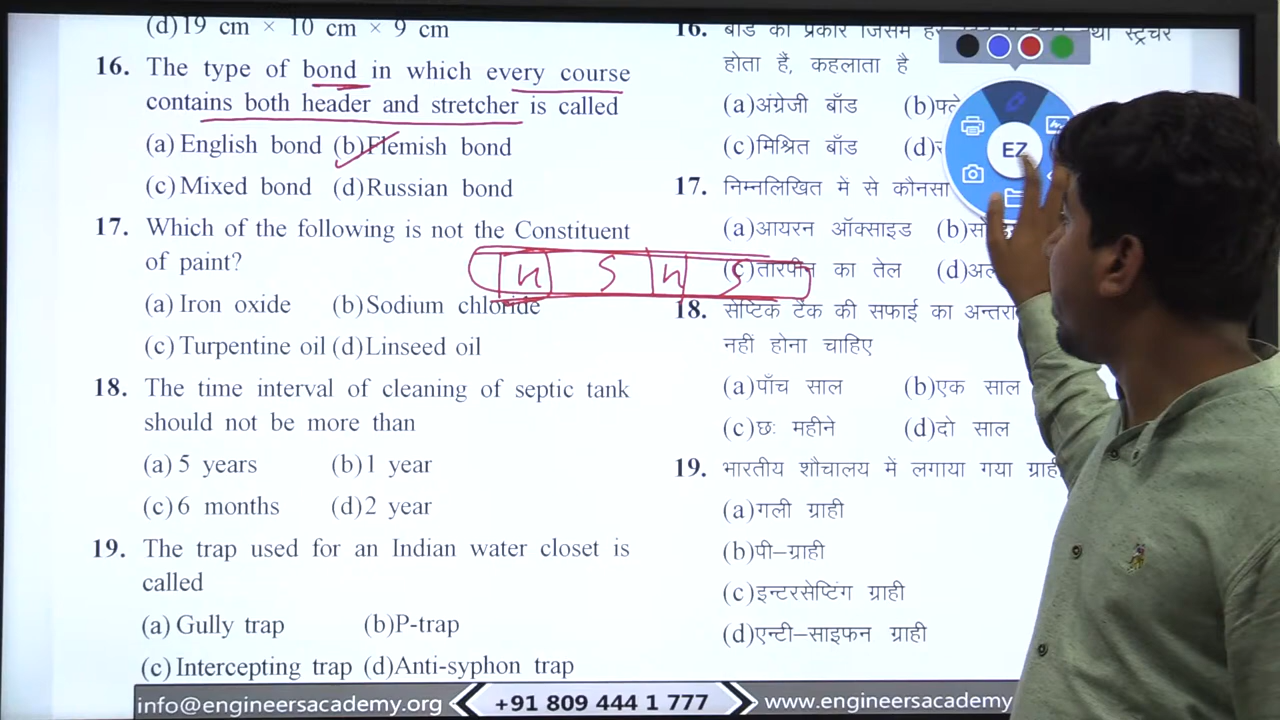 (d)19 cm × 10 cm × 9 cm
16. The type of bond in which every course
contains both header and stretcher is called
(a) English bond (b)Flemish bond
(c) Mixed bond (d)Russian bond
17. Which of the following is not the Constituent
of paint?
(a) Iron oxide (b)Sodium chloride
(c) Turpentine oil (d)Linseed oil
18. The time interval of cleaning of septic tank
should not be more than
(a) 5 years (b)1 year
(c) 6 months (d)2 year
19. The trap used for an Indian water closet is
called
(a) Gully trap (b)P-trap
(c) Intercepting trap (d)Anti-syphon trap
H S H S
16. बॉंड का प्रकार जिसमें स्ट्रेचर
होता हैं, कहलाता है
(a)अंग्रेजी बॉंड (b)
(c)मिश्रित बॉंड (d)
17. निम्नलिखित में से कौनसा
(a)आयरन ऑक्साइड (b)
(c)तारपीन का तेल (d)
18. सेप्टिक टैंक की सफाई का
नहीं होना चाहिए
(a)पाँच साल (b)एक साल
(c)छः महीने (d)दो साल
19. भारतीय शौचालय में लगाया गया
(a)गली ग्राही
(b)पी–ग्राही
(c)इन्टरसेप्टिंग ग्राही
(d)एन्टी–साइफन ग्राही
EZ
info@engineersacademy.org +91 809 444 1 777 www.engineersacademy